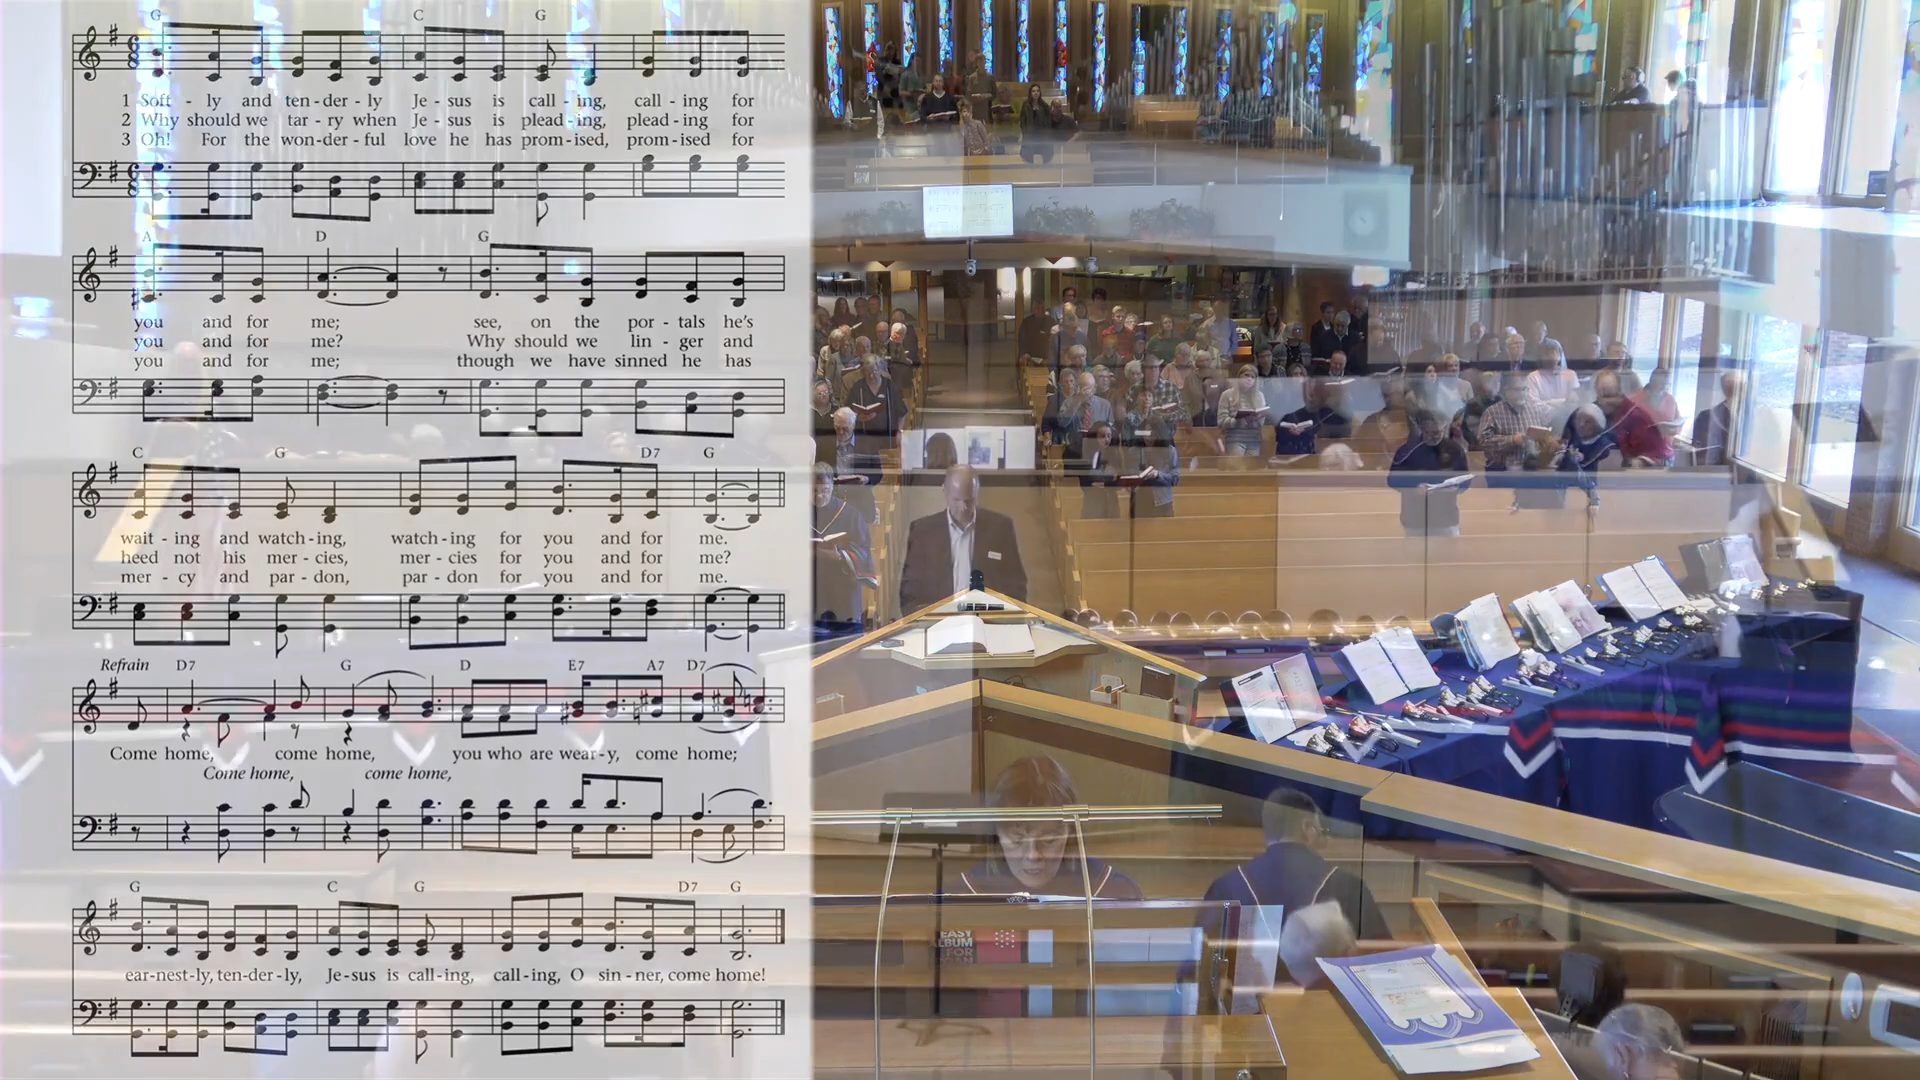 G C G
1 Soft - ly and ten - der - ly Je - sus is call - ing, call - ing for
2 Why should we tar - ry when Je - sus is plead - ing, plead - ing for
3 Oh! For the won - der - ful love he has prom - ised, prom - ised for
A D G
you and for me; see, on the por - tals he's
you and for me? Why should we lin - ger and
you and for me; though we have sinned he has
C G D7 G
wait - ing and watch - ing, watch - ing for you and for me.
heed not his mer - cies, mer - cies for you and for me?
mer - cy and par - don, par - don for you and for me.
Refrain D7 G D E7 A7 D7
Come home, come home, you who are wear - y, come home;
Come home, come home,
G C G D7 G
ear - nest - ly, ten - der - ly, Je - sus is call - ing, call - ing, O sin - ner, come home!
EASY
ALBUM
FOR
ORGAN